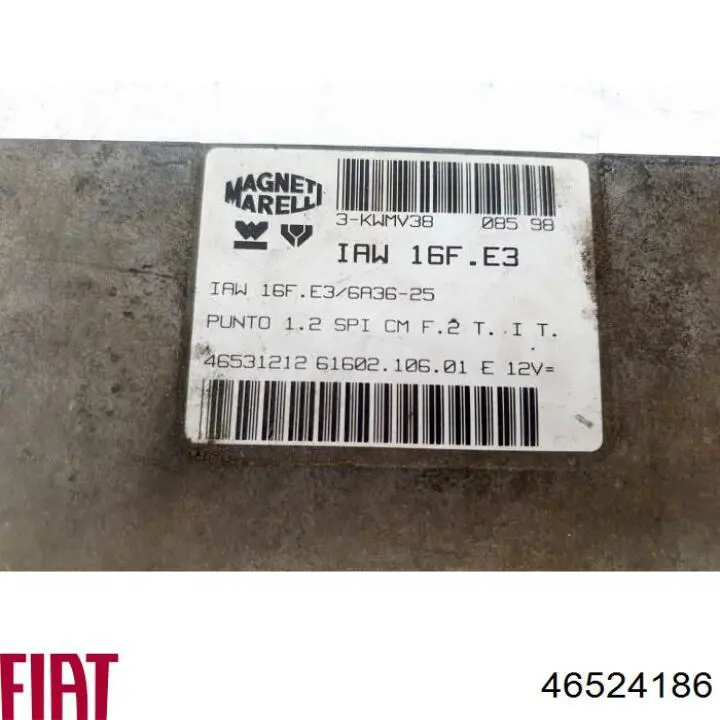 MAGNETI
MARELLI
3-KWMV38 085 98
IAW 16F.E3
IAW 16F.E3/6A36-25
PUNTO 1.2 SPI CM F.2 T. I T.
46531212 61602.106.01 E 12V=
FIAT
46524186